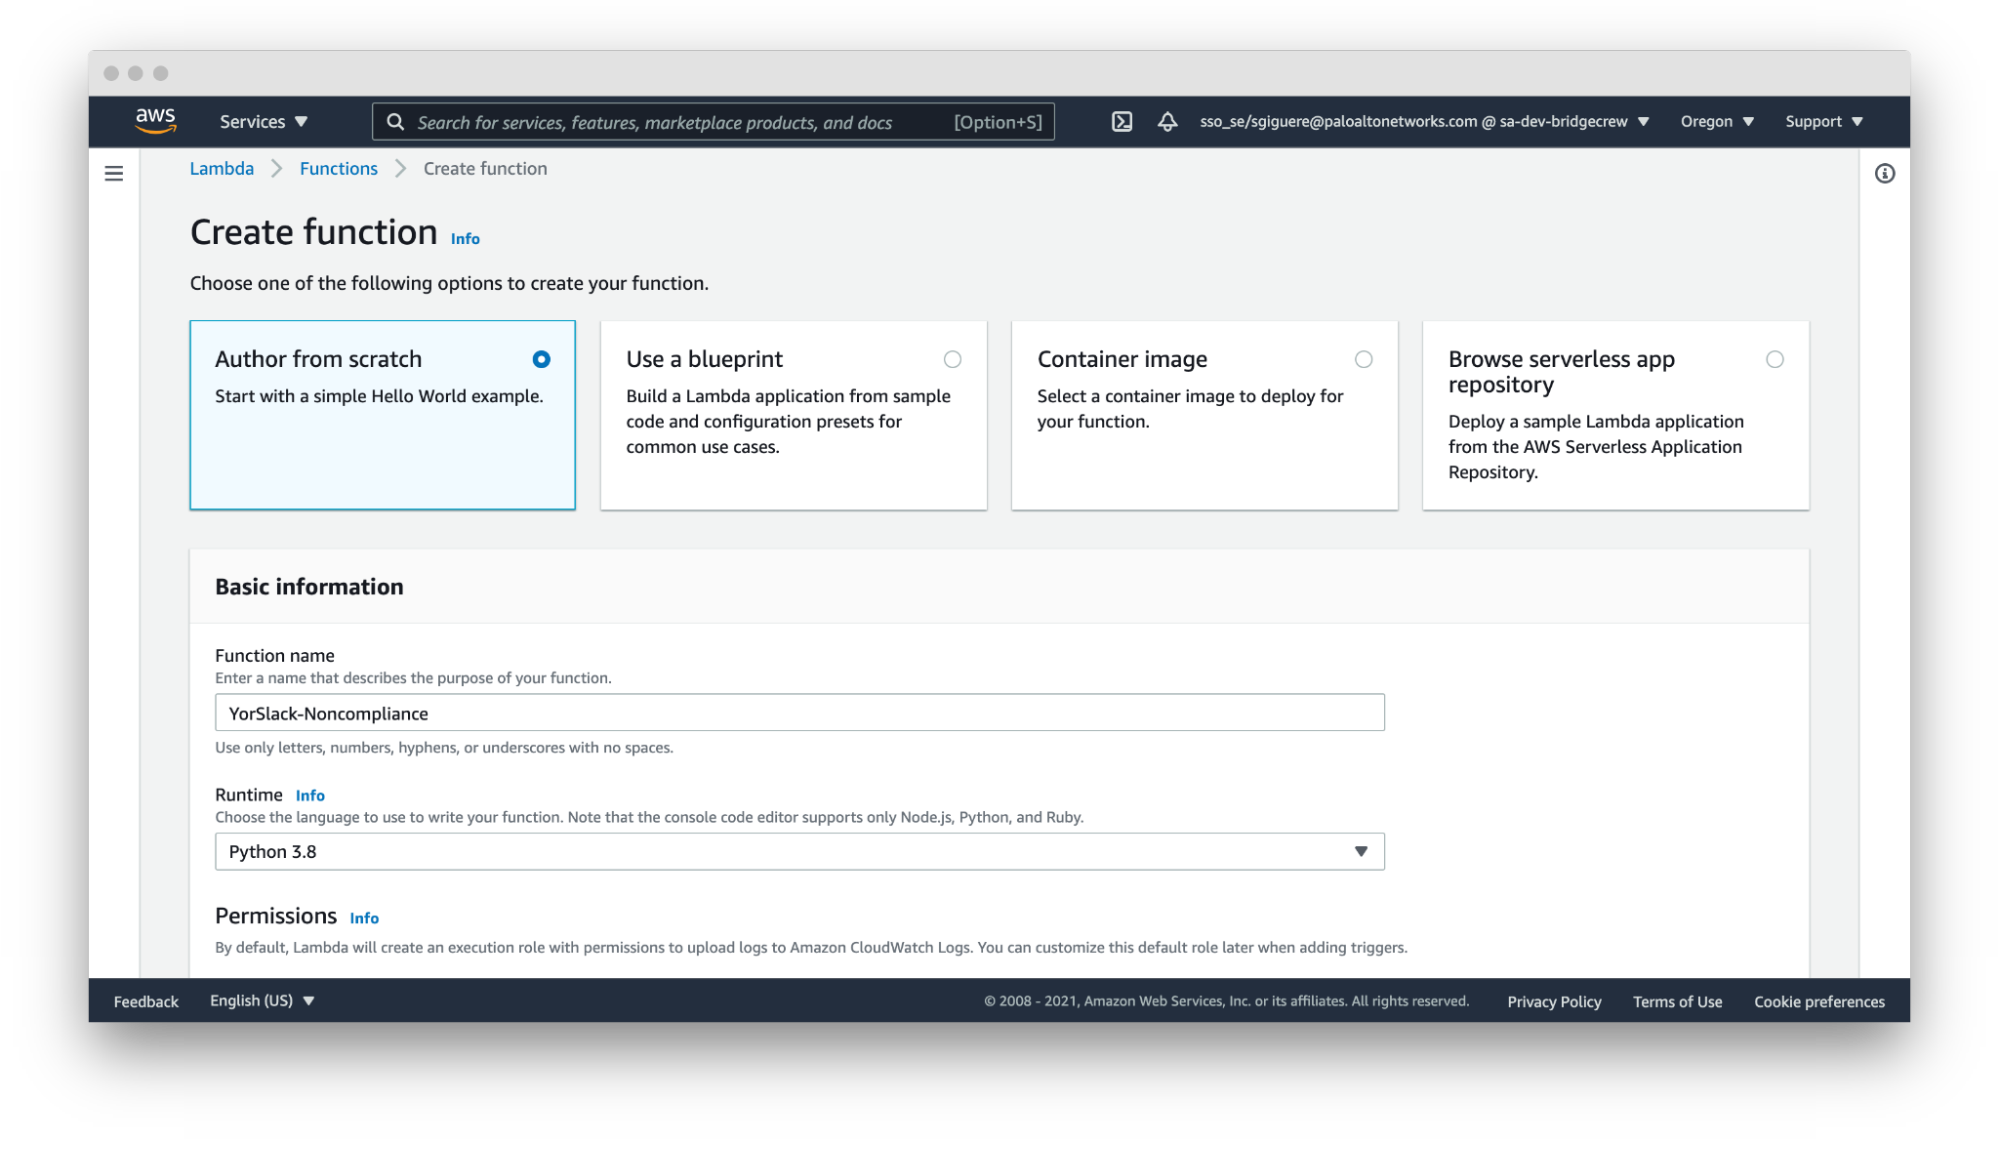 aws Services Search for services, features, marketplace products, and docs [Option+S] sso_se/sgiguere@paloaltonetworks.com @ sa-dev-bridgecrew Oregon Support
Lambda Functions Create function
Create function Info
Choose one of the following options to create your function.
Author from scratch
Start with a simple Hello World example.
Use a blueprint
Build a Lambda application from sample
code and configuration presets for
common use cases.
Container image
Select a container image to deploy for
your function.
Browse serverless app
repository
Deploy a sample Lambda application
from the AWS Serverless Application
Repository.
Basic information
Function name
Enter a name that describes the purpose of your function.
YorSlack-Noncompliance
Use only letters, numbers, hyphens, or underscores with no spaces.
Runtime Info
Choose the language to use to write your function. Note that the console code editor supports only Node.js, Python, and Ruby.
Python 3.8
Permissions Info
By default, Lambda will create an execution role with permissions to upload logs to Amazon CloudWatch Logs. You can customize this default role later when adding triggers.
Feedback English (US) © 2008 - 2021, Amazon Web Services, Inc. or its affiliates. All rights reserved. Privacy Policy Terms of Use Cookie preferences